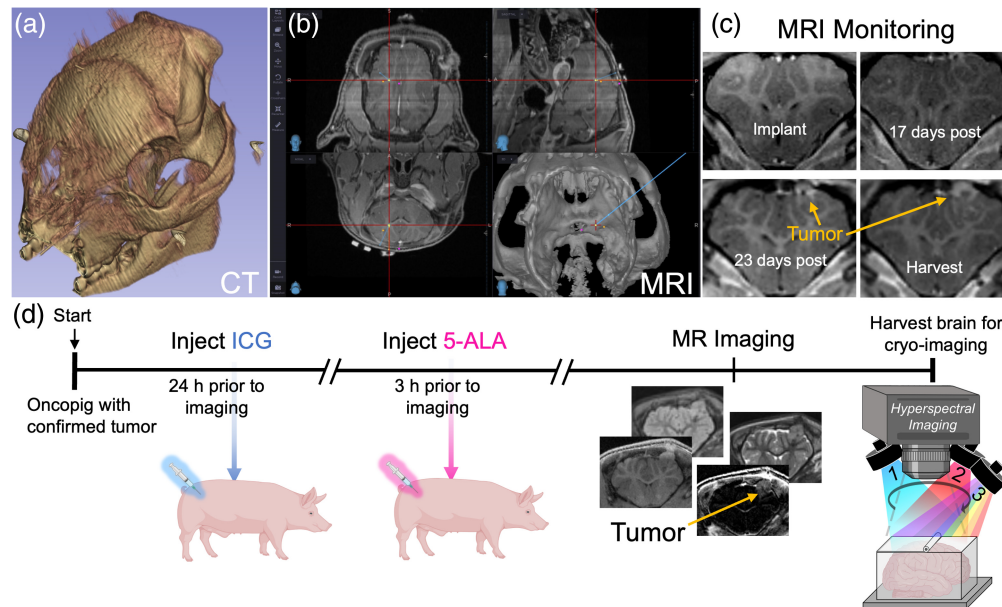 (a)
CT
(b)
R
L
S
P
MRI
(c)
MRI Monitoring
Implant
17 days post
Tumor
23 days post
Harvest
(d)
Start
Inject ICG
Inject 5-ALA
MR Imaging
Harvest brain for
cryo-imaging
24 h prior to
imaging
3 h prior to
imaging
Oncopig with
confirmed tumor
Hyperspectral
Imaging
1
2
3
Tumor